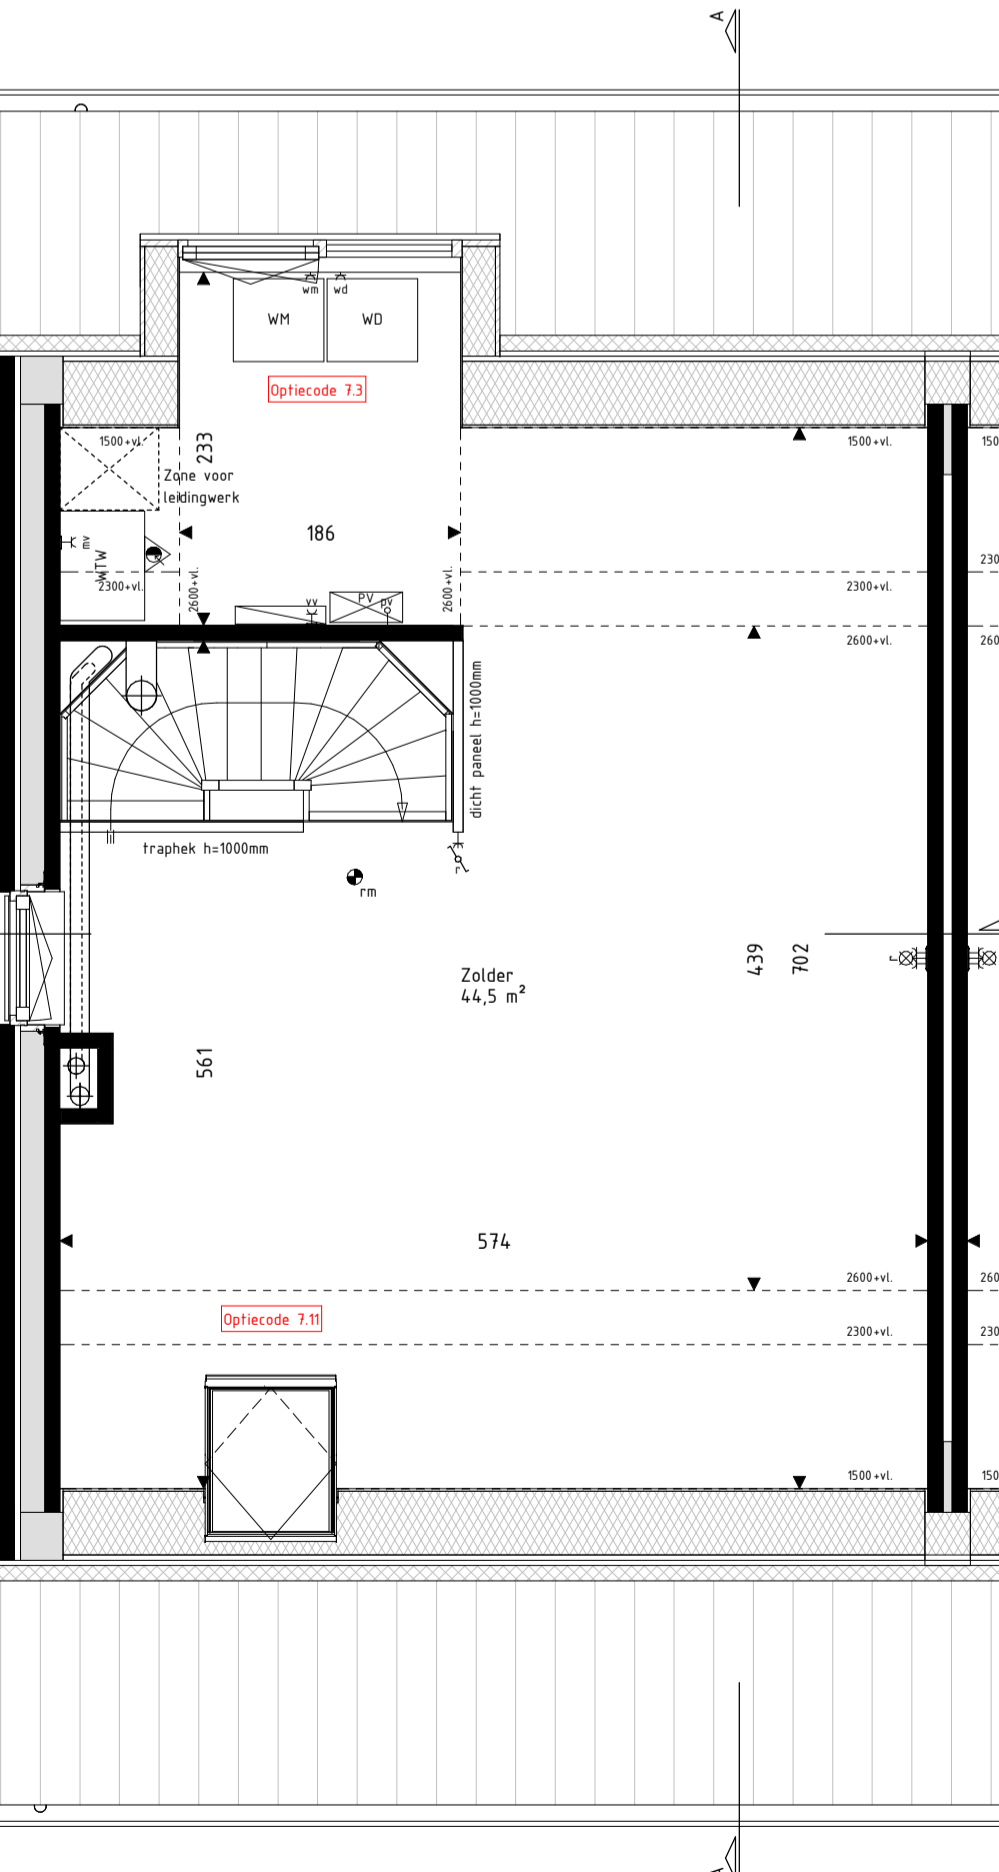 A
wm
wd
WM
WD
Optiecode 7.3
1500+vl.
1500+vl.
150
233
Zone voor
leidingwerk
186
mv
WTW
2300+vl.
2600+vl.
2600+vl.
2300+vl.
230
vv
PV
pv
2600+vl.
260
dicht paneel h=1000mm
traphek h=1000mm
r
rm
439
702
r
Zolder
44,5 m²
561
574
2600+vl.
260
Optiecode 7.11
2300+vl.
230
1500+vl.
150
A